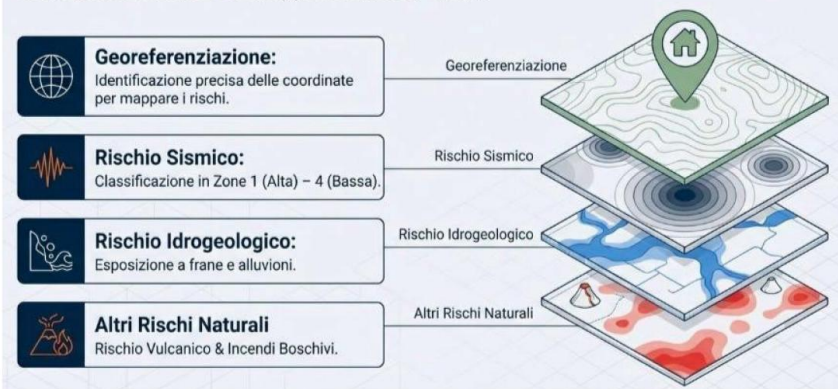 Georeferenziazione:
Identificazione precisa delle coordinate
per mappare i rischi.
Georeferenziazione
Rischio Sismico:
Classificazione in Zone 1 (Alta) – 4 (Bassa).
Rischio Sismico
Rischio Idrogeologico:
Esposizione a frane e alluvioni.
Rischio Idrogeologico
Altri Rischi Naturali
Rischio Vulcanico & Incendi Boschivi.
Altri Rischi Naturali